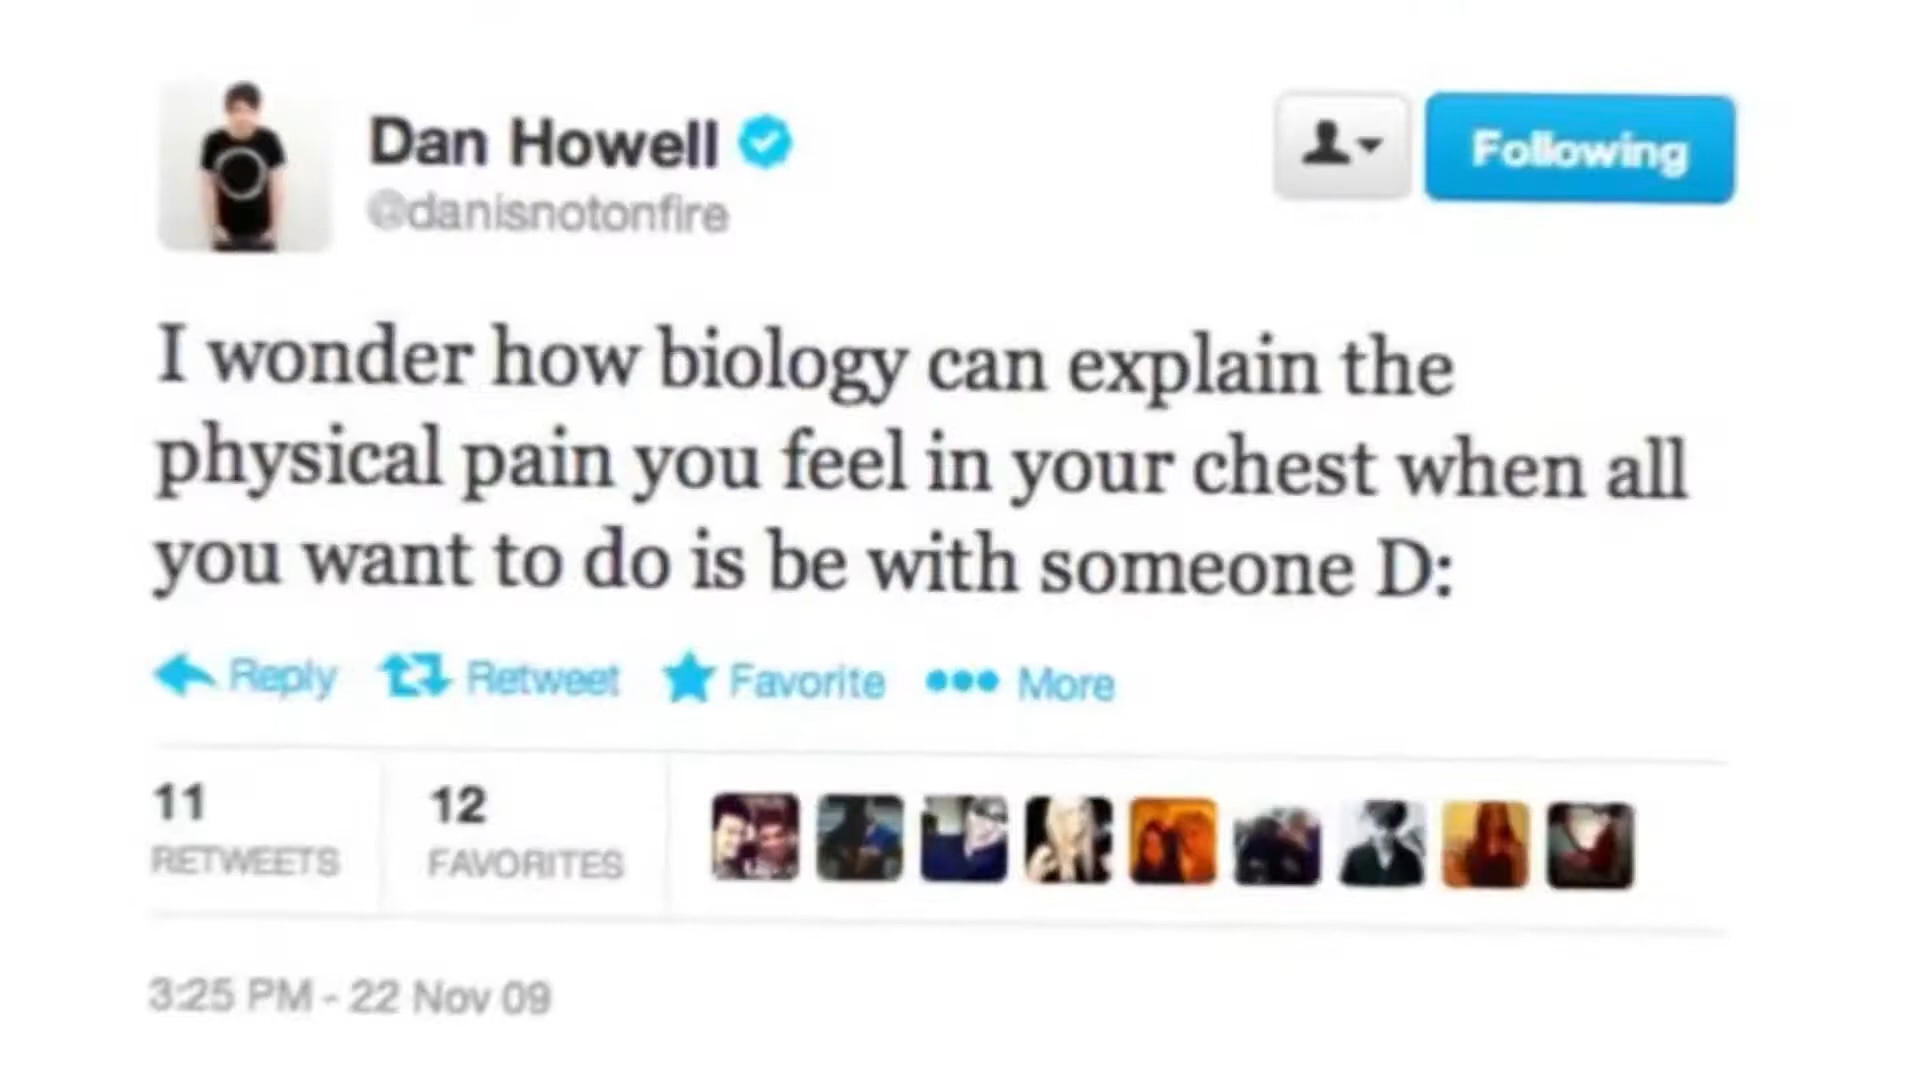 Dan Howell
@danisnotonfire
Following
I wonder how biology can explain the
physical pain you feel in your chest when all
you want to do is be with someone D:
Reply Retweet Favorite More
11 12
RETWEETS FAVORITES
3:25 PM - 22 Nov 09